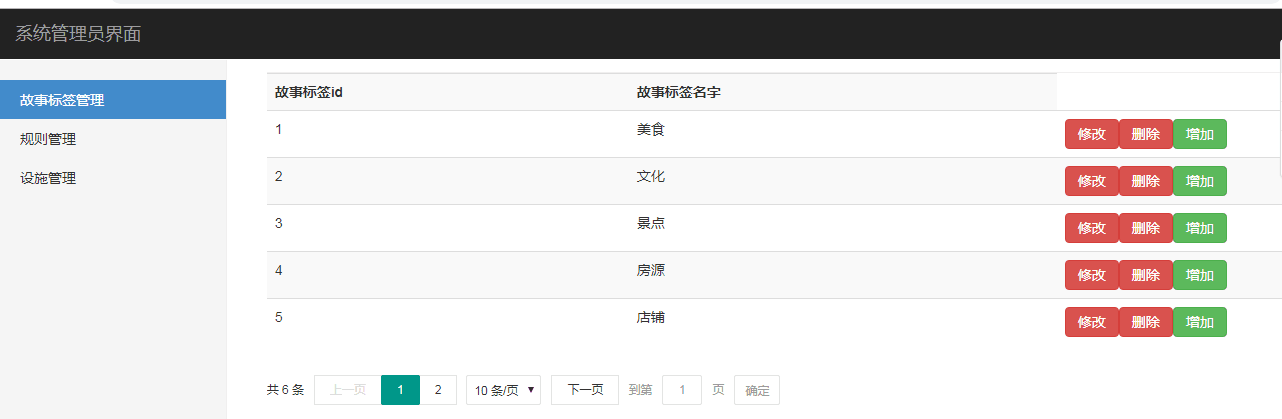 系统管理员界面
故事标签管理
规则管理
设施管理
故事标签id 故事标签名字
1 美食 修改 删除 增加
2 文化 修改 删除 增加
3 景点 修改 删除 增加
4 房源 修改 删除 增加
5 店铺 修改 删除 增加
共 6 条 上一页 1 2 10 条/页 下一页 到第 1 页 确定